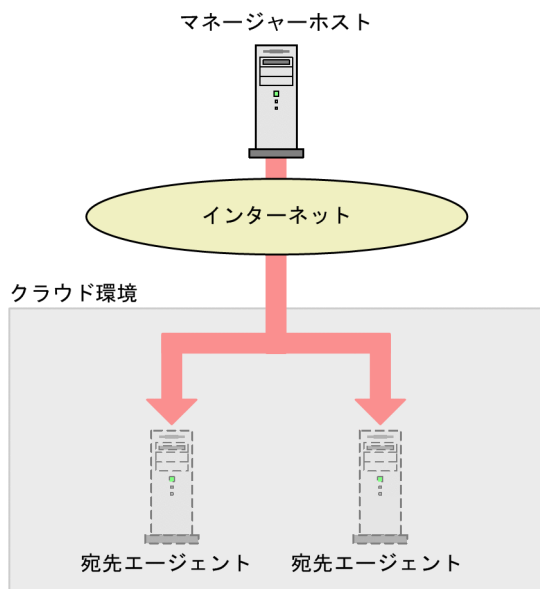 マネージャーホスト
インターネット
クラウド環境
宛先エージェント
宛先エージェント